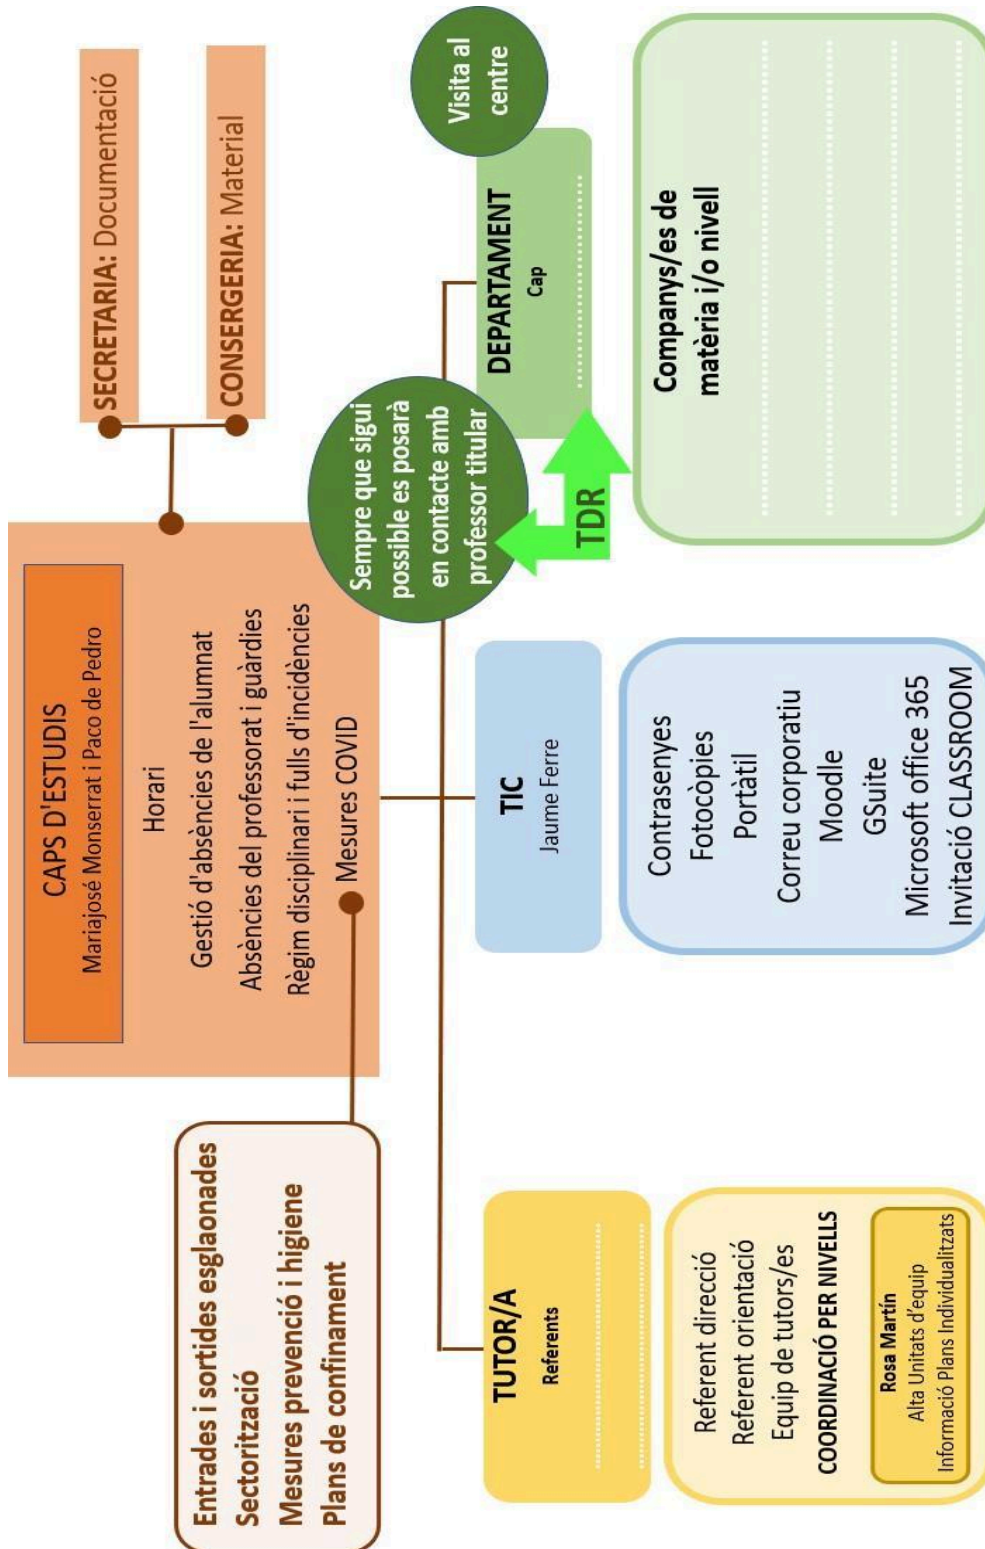 CAPS D'ESTUDIS
Mariajosé Monserrat i Paco de Pedro
Horari
Gestió d'absències de l'alumnat
Absències del professorat i guàrdies
Règim disciplinari i fulls d'incidències
Mesures COVID
SECRETARIA: Documentació
CONSERGERIA: Material
Entrades i sortides esglaonades
Sectorització
Mesures prevenció i higiene
Plans de confinament
Sempre que sigui
possible es posarà
en contacte amb
professor titular
Visita al
centre
TUTOR/A
Referents
Referent direcció
Referent orientació
Equip de tutors/es
COORDINACIÓ PER NIVELLS
Rosa Martín
Alta Unitats d'equip
Informació Plans Individualitzats
TIC
Jaume Ferre
Contrasenyes
Fotocòpies
Portàtil
Correu corporatiu
Moodle
GSuite
Microsoft office 365
Invitació CLASSROOM
TDR
DEPARTAMENT
Cap
Companys/es de
matèria i/o nivell